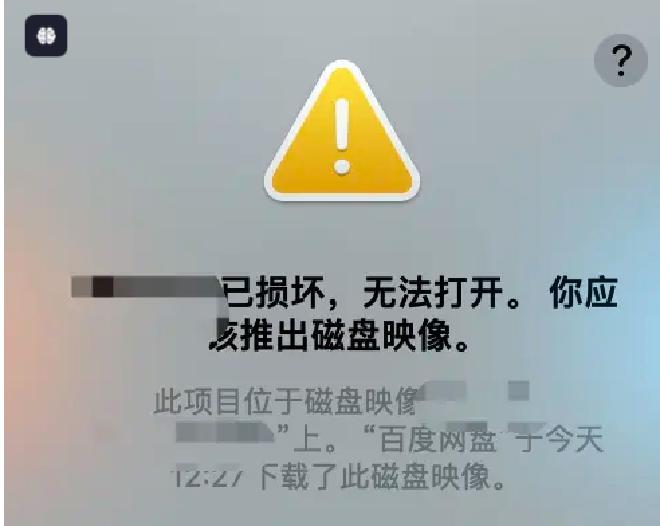 ?
已损坏，无法打开。 你应
该推出磁盘映像。
此项目位于磁盘映像
”上。“百度网盘”于今天
12:27 下载了此磁盘映像。